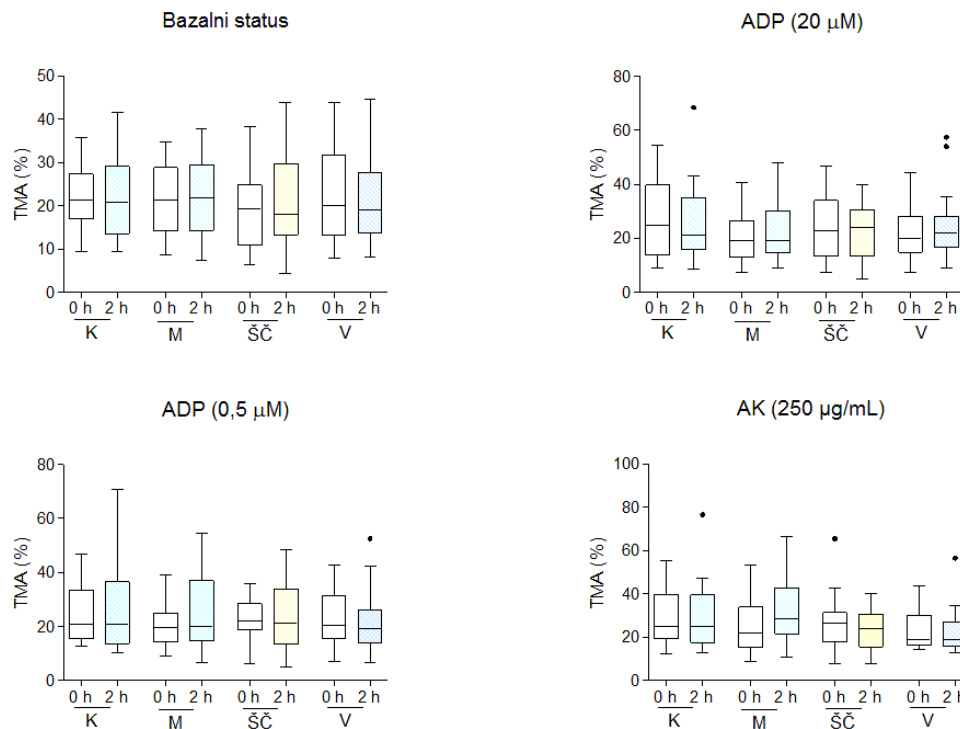 Bazalni status
TMA (%)
50
40
30
20
10
0
0 h 2 h 0 h 2 h 0 h 2 h 0 h 2 h
K M ŠČ V
ADP (20 µM)
TMA (%)
80
60
40
20
0
0 h 2 h 0 h 2 h 0 h 2 h 0 h 2 h
K M ŠČ V
ADP (0,5 µM)
TMA (%)
80
60
40
20
0
0 h 2 h 0 h 2 h 0 h 2 h 0 h 2 h
K M ŠČ V
AK (250 µg/mL)
TMA (%)
100
80
60
40
20
0
0 h 2 h 0 h 2 h 0 h 2 h 0 h 2 h
K M ŠČ V